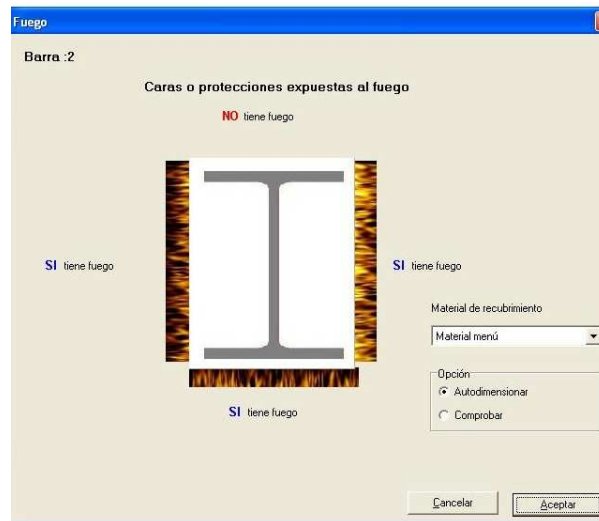 Fuego
Barra :2
Caras o protecciones expuestas al fuego
NO tiene fuego
SI tiene fuego
SI tiene fuego
Material de recubrimiento
Material menú
Opción
Autodimensionar
Comprobar
SI tiene fuego
Cancelar
Aceptar